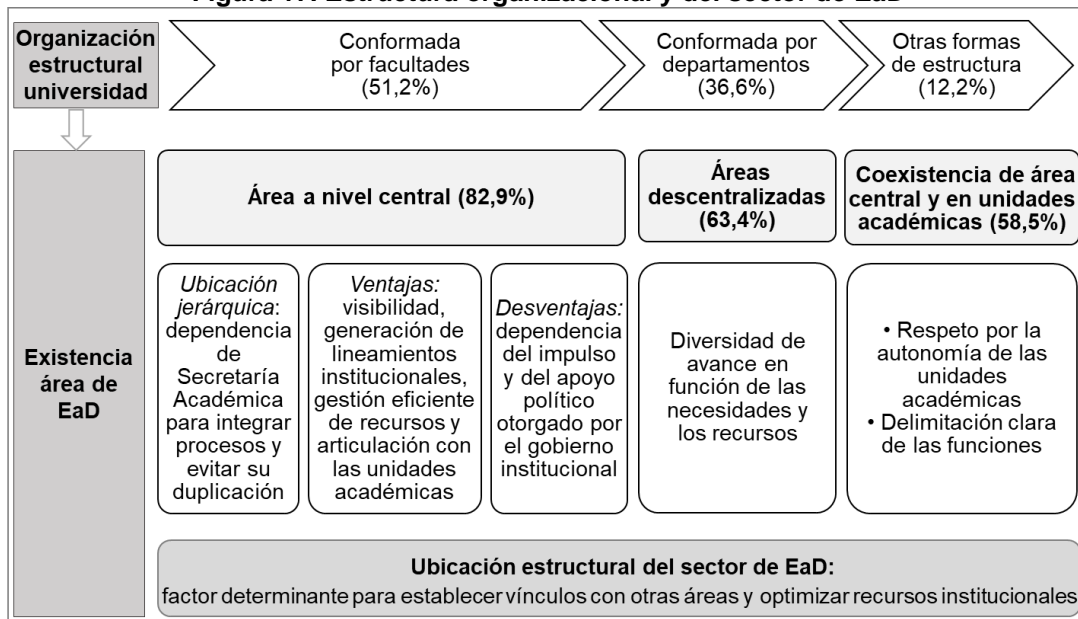 Organización
estructural
universidad
Conformada
por facultades
(51,2%)
Conformada por
departamentos
(36,6%)
Otras formas
de estructura
(12,2%)
Existencia
área de
EaD
Área a nivel central (82,9%)
Áreas
descentralizadas
(63,4%)
Coexistencia de área
central y en unidades
académicas (58,5%)
Ubicación
jerárquica:
dependencia
de
Secretaría
Académica
para integrar
procesos y
evitar su
duplicación
Ventajas:
visibilidad,
generación de
lineamientos
institucionales,
gestión eficiente
de recursos y
articulación con
las unidades
académicas
Desventajas:
dependencia
del impulso
y del apoyo
político
otorgado por
el gobierno
institucional
Diversidad de
avance en
función de las
necesidades y
los recursos
• Respeto por la
autonomía de las
unidades
académicas
• Delimitación clara
de las funciones
Ubicación estructural del sector de EaD:
factor determinante para establecer vínculos con otras áreas y optimizar recursos institucionales